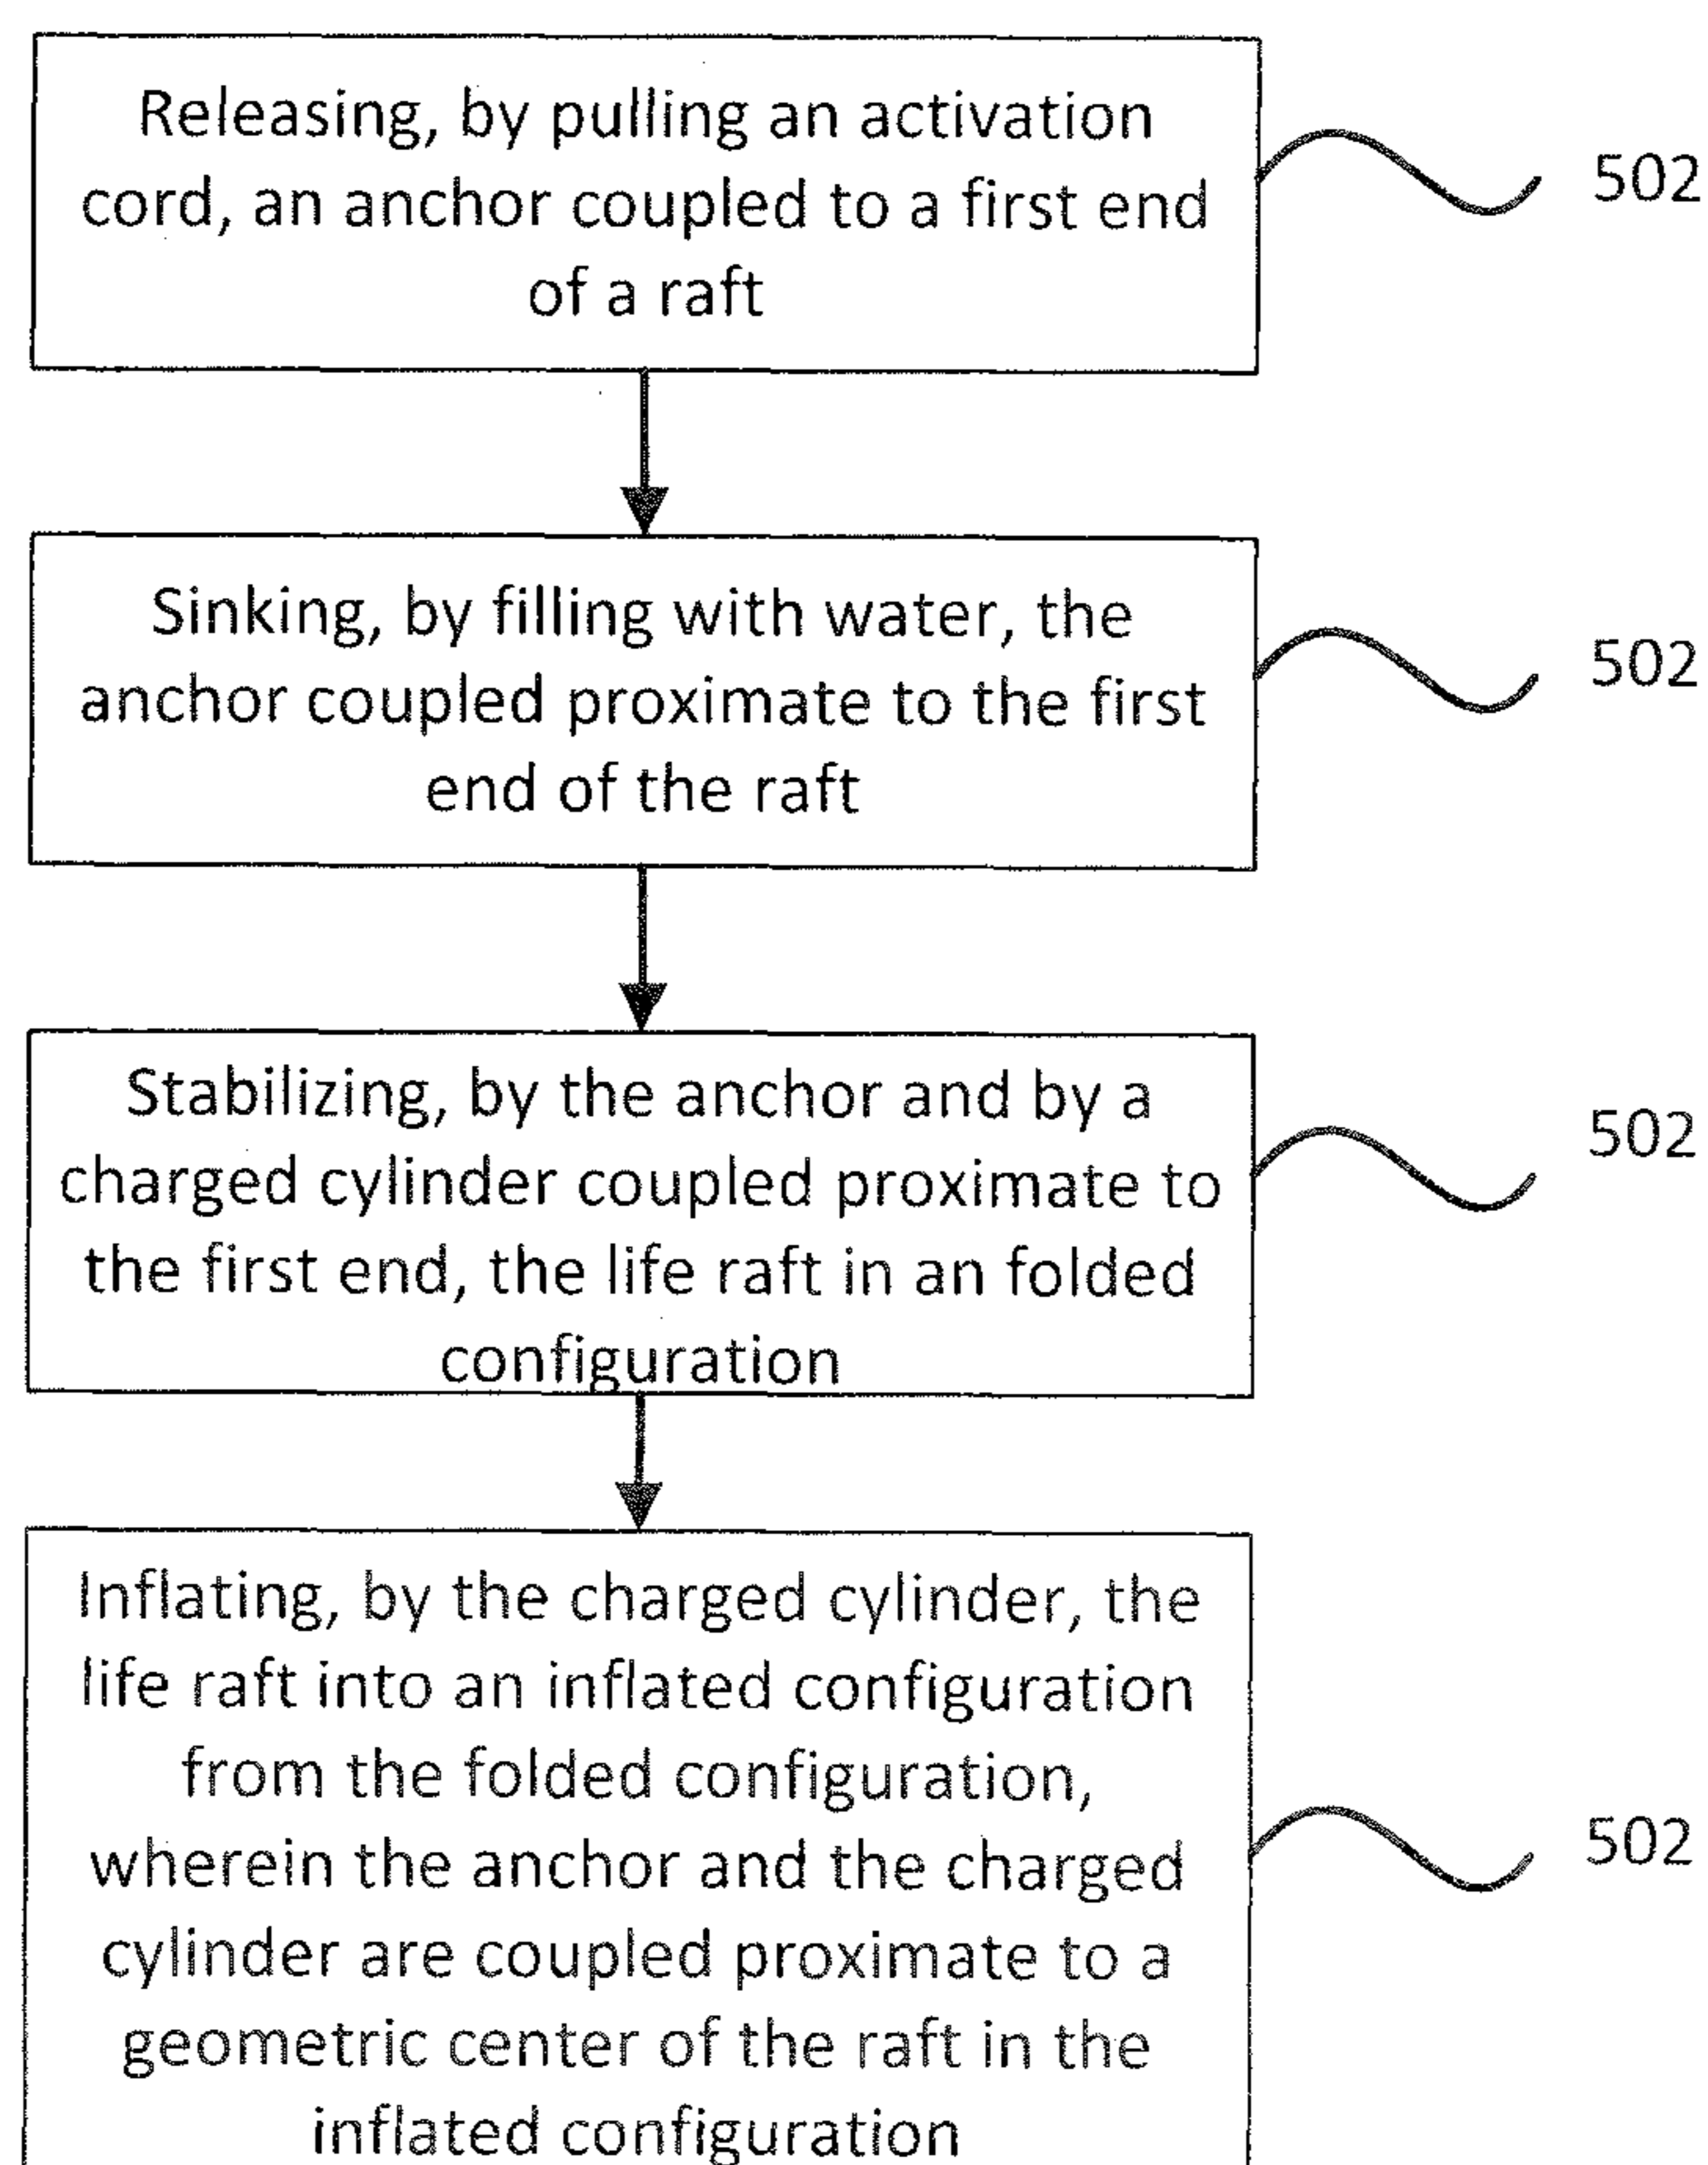 Releasing, by pulling an activation
cord, an anchor coupled to a first end
of a raft
502
Sinking, by filling with water, the
anchor coupled proximate to the first
end of the raft
502
Stabilizing, by the anchor and by a
charged cylinder coupled proximate to
the first end, the life raft in an folded
configuration
502
Inflating, by the charged cylinder, the
life raft into an inflated configuration
from the folded configuration,
wherein the anchor and the charged
cylinder are coupled proximate to a
geometric center of the raft in the
inflated configuration
502